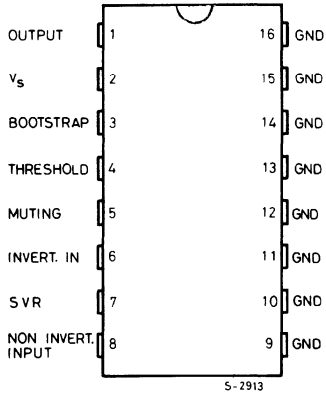 OUTPUT 1 16 GND
Vs 2 15 GND
BOOTSTRAP 3 14 GND
THRESHOLD 4 13 GND
MUTING 5 12 GND
INVERT. IN 6 11 GND
SVR 7 10 GND
NON INVERT.
INPUT 8 9 GND
S-2913